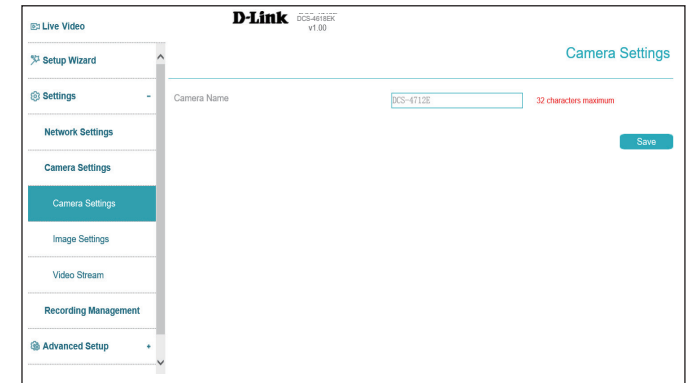 Live Video
D-Link
DCS-4618EK
v1.00
Setup Wizard
Camera Settings
Settings -
Camera Name
DCS-4712E
32 characters maximum
Network Settings
Save
Camera Settings
Camera Settings
Image Settings
Video Stream
Recording Management
Advanced Setup +